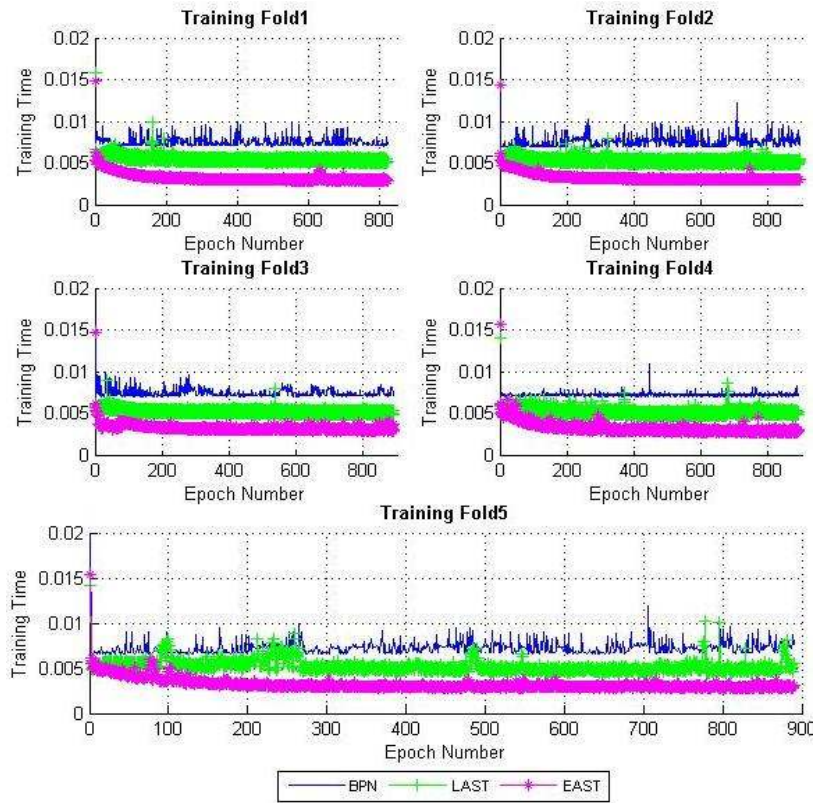 Training Fold1
Training Time
0.02
0.015
0.01
0.005
0
0 200 400 600 800
Epoch Number
Training Fold2
Training Time
0.02
0.015
0.01
0.005
0
0 200 400 600 800
Epoch Number
Training Fold3
Training Time
0.02
0.015
0.01
0.005
0
0 200 400 600 800
Epoch Number
Training Fold4
Training Time
0.02
0.015
0.01
0.005
0
0 200 400 600 800
Epoch Number
Training Fold5
Training Time
0.02
0.015
0.01
0.005
0
0 100 200 300 400 500 600 700 800 900
Epoch Number
BPN LAST EAST